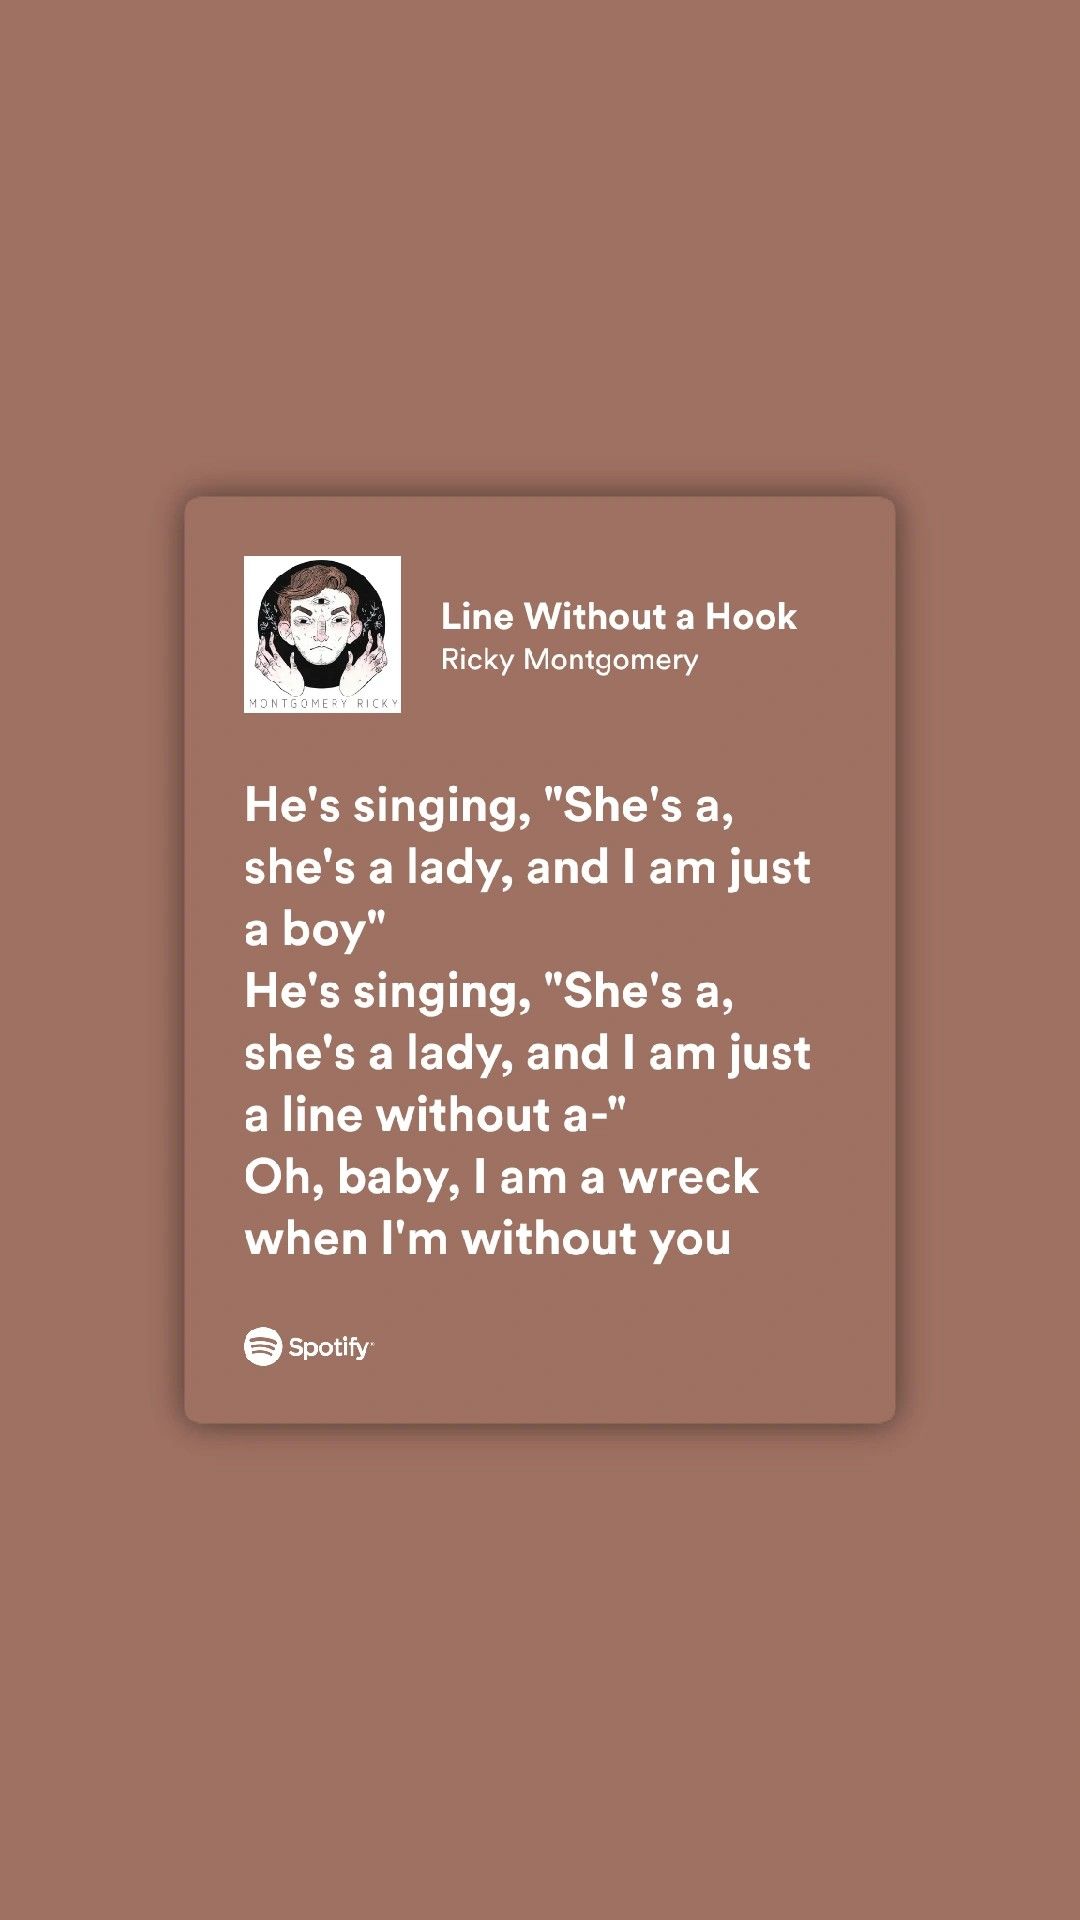 MONTGOMERY RICKY
Line Without a Hook
Ricky Montgomery
He's singing, "She's a,
she's a lady, and I am just
a boy"
He's singing, "She's a,
she's a lady, and I am just
a line without a-"
Oh, baby, I am a wreck
when I'm without you
Spotify